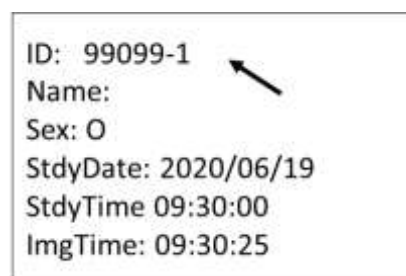 ID: 99099-1
Name:
Sex: O
StdyDate: 2020/06/19
StdyTime 09:30:00
ImgTime: 09:30:25